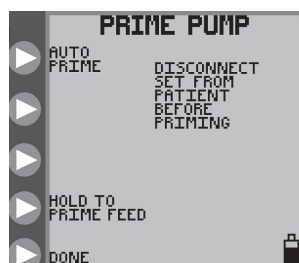 PRIME PUMP
AUTO
PRIME
DISCONNECT
SET FROM
PATIENT
BEFORE
PRIMING
HOLD TO
PRIME FEED
DONE